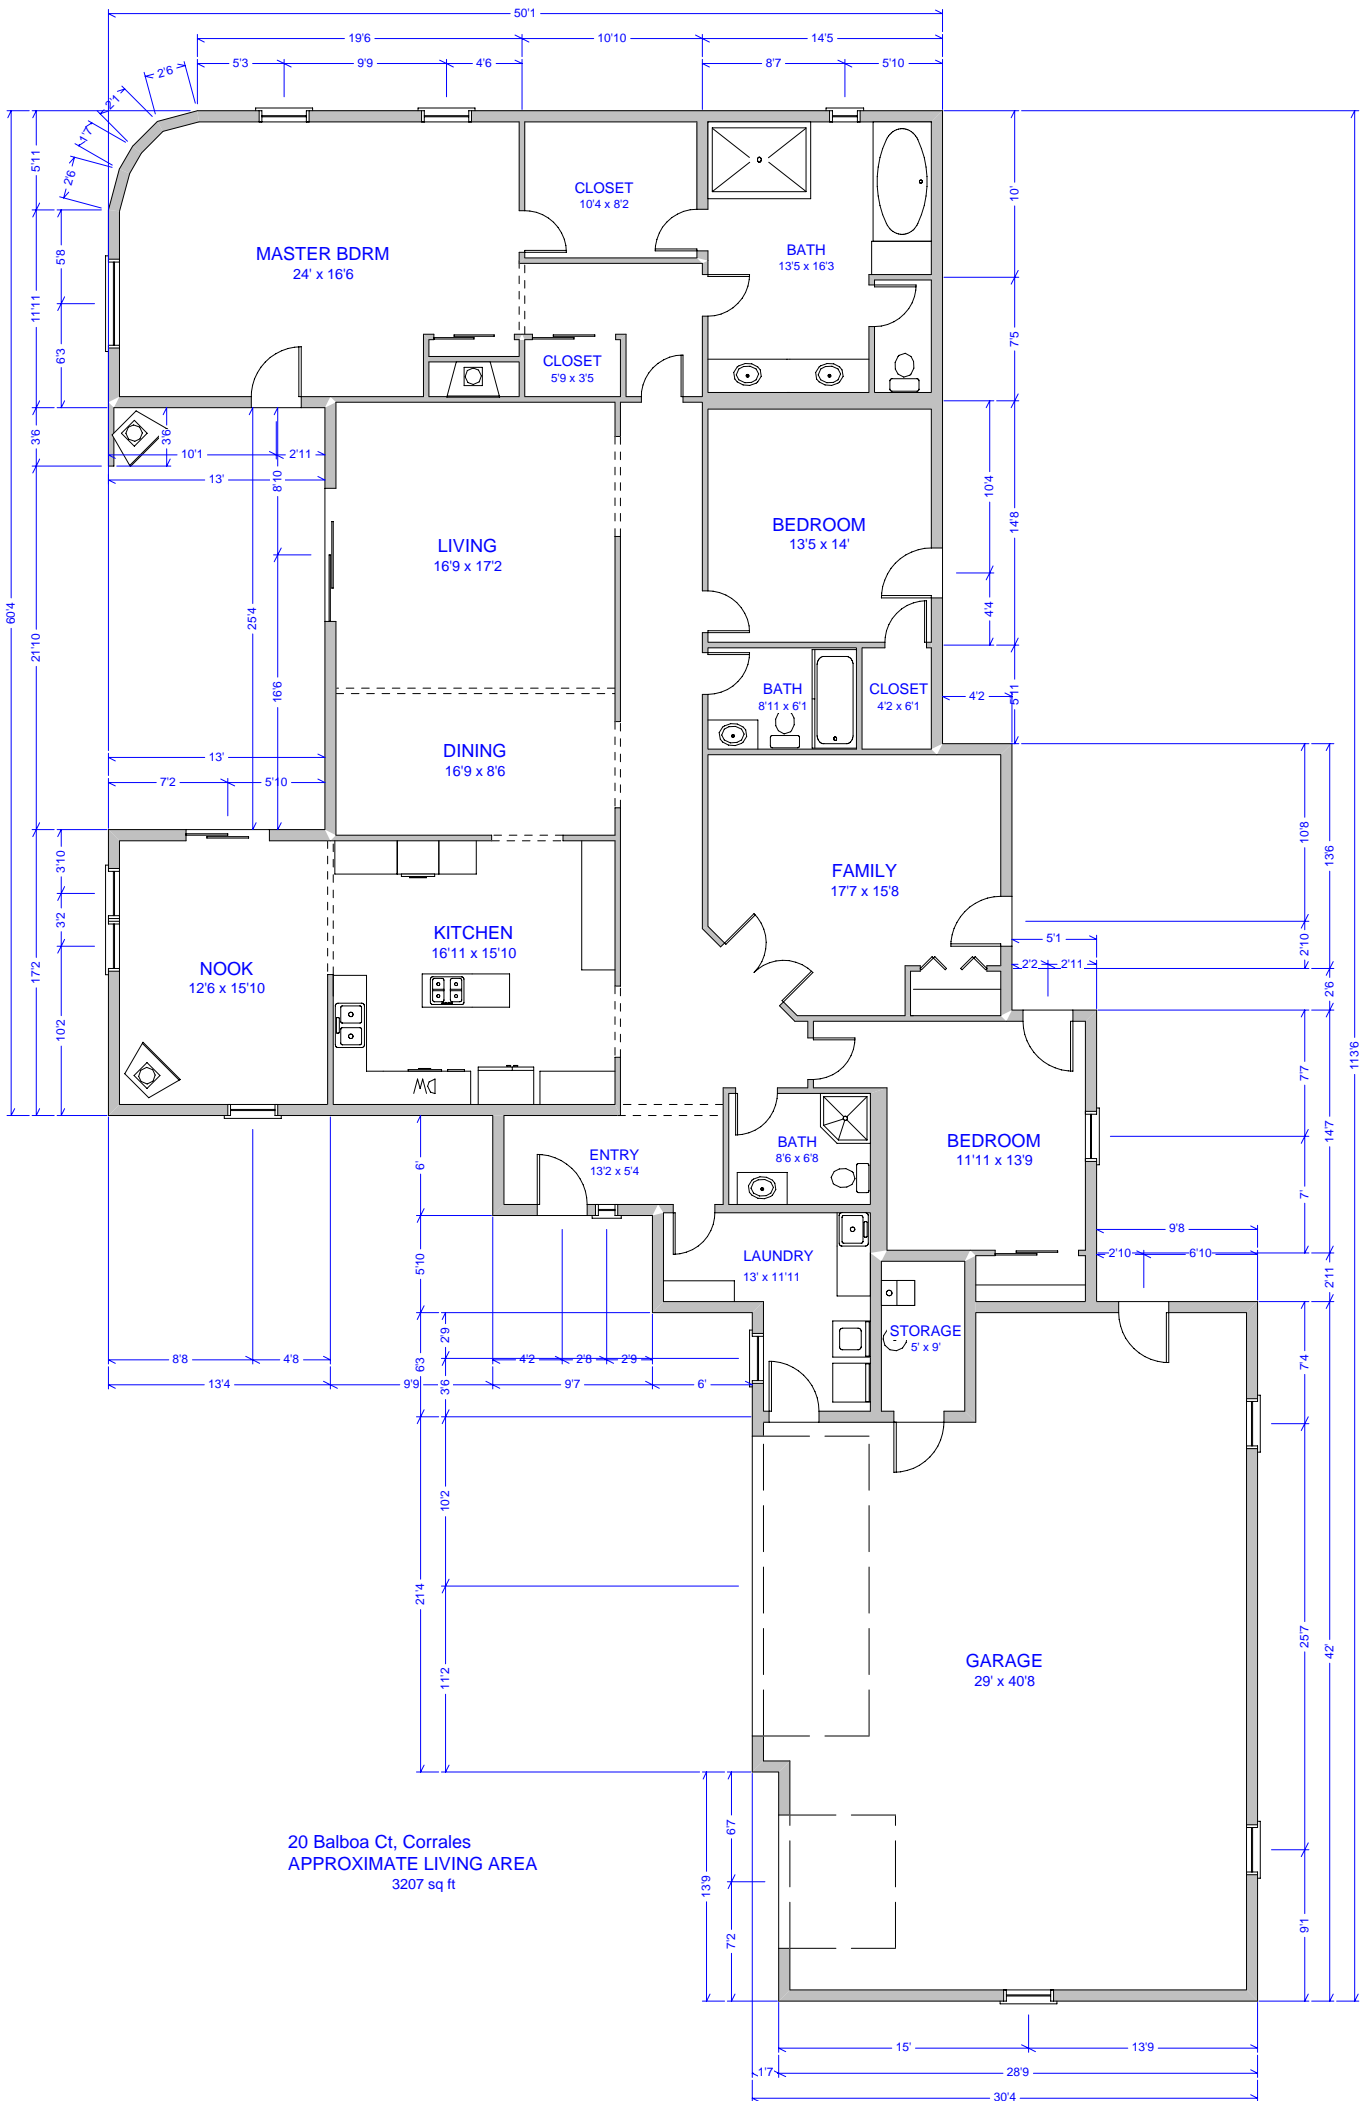 50'1
19'6
10'10
14'5
5'3
9'9
4'6
8'7
5'10
2'6
2'1
1'7
2'6
5'11
10'
CLOSET
10'4 x 8'2
MASTER BDRM
24' x 16'6
BATH
13'5 x 16'3
5'8
11'11
6'3
7'5
CLOSET
5'9 x 3'5
3'6
3'6
10'1
2'11
8'10
13'
10'4
14'8
BEDROOM
13'5 x 14'
LIVING
16'9 x 17'2
60'4
21'10
25'4
16'6
4'4
BATH
8'11 x 6'1
CLOSET
4'2 x 6'1
4'2
5'11
DINING
16'9 x 8'6
13'
7'2
5'10
3'10
3'2
17'2
10'2
FAMILY
17'7 x 15'8
10'8
13'6
KITCHEN
16'11 x 15'10
NOOK
12'6 x 15'10
5'1
2'2
2'11
2'10
2'6
113'6
DW
7'7
14'7
7'
BEDROOM
11'11 x 13'9
BATH
8'6 x 6'8
ENTRY
13'2 x 5'4
6'
9'8
2'10
6'10
LAUNDRY
13' x 11'11
5'10
2'11
STORAGE
5' x 9'
2'9
6'3
3'6
8'8
4'8
4'2
2'8
2'9
13'4
9'9
9'7
6'
7'4
10'2
21'4
11'2
25'7
42'
GARAGE
29' x 40'8
20 Balboa Ct, Corrales
APPROXIMATE LIVING AREA
3207 sq ft
6'7
13'9
7'2
9'1
15'
13'9
1'7
28'9
30'4